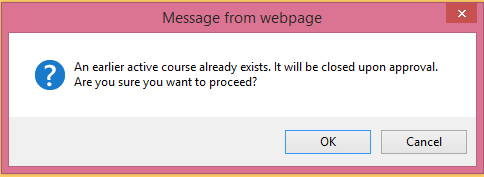 Message from webpage
An earlier active course already exists. It will be closed upon approval.
Are you sure you want to proceed?
OK
Cancel